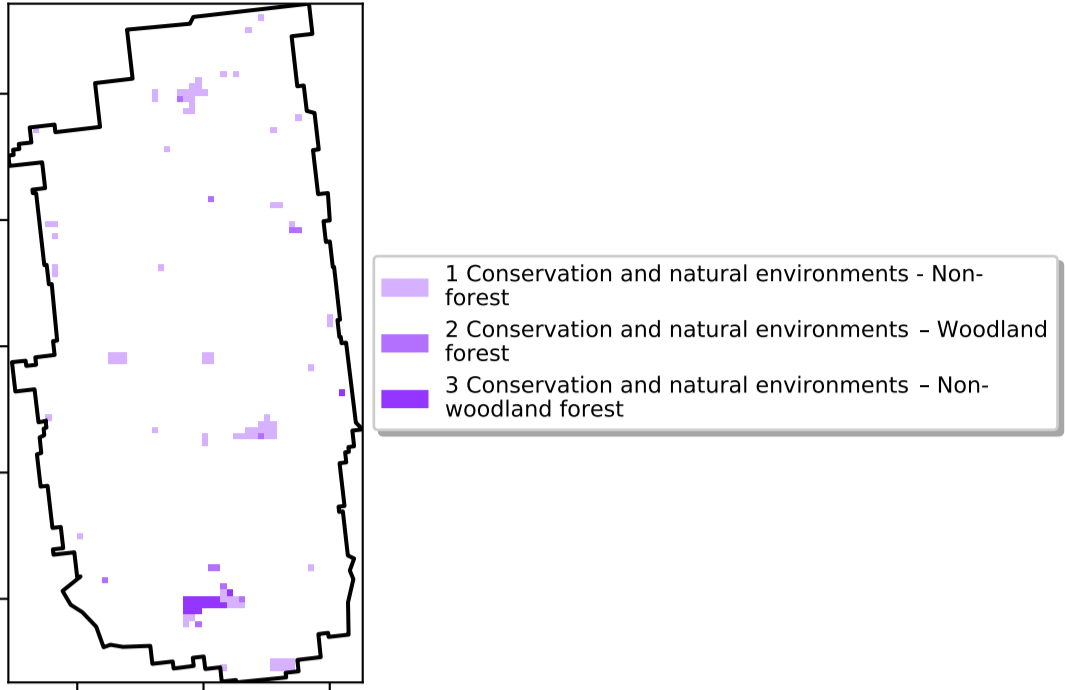 1 Conservation and natural environments - Non-
forest
2 Conservation and natural environments – Woodland
forest
3 Conservation and natural environments – Non-
woodland forest